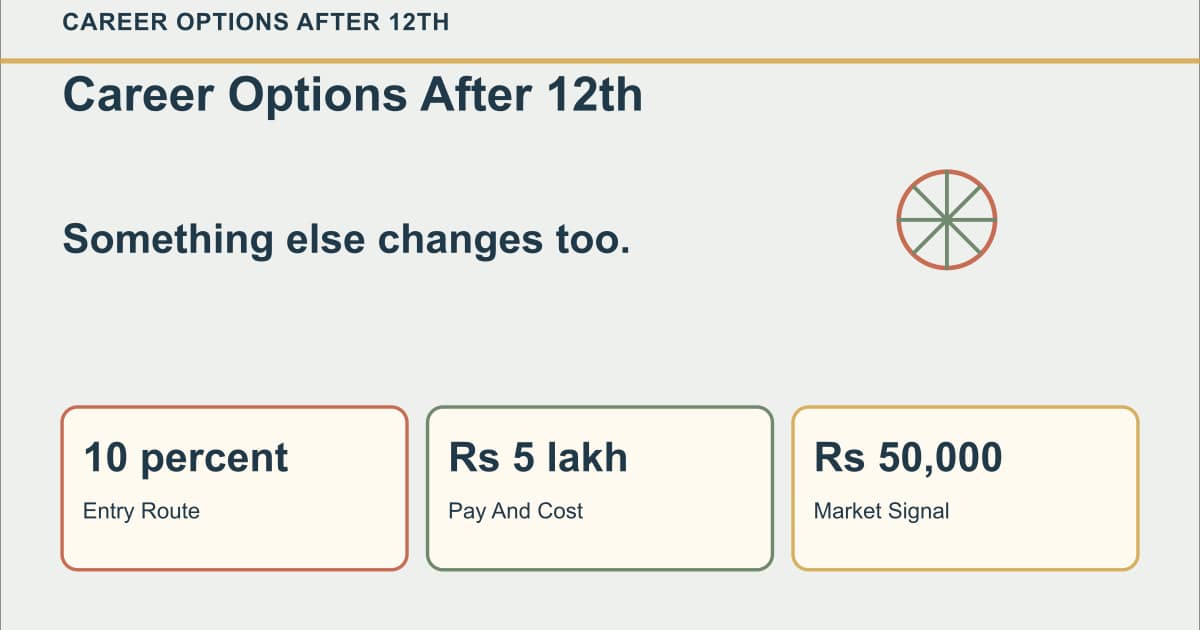 CAREER OPTIONS AFTER 12TH
Career Options After 12th
Something else changes too.
10 percent
Entry Route
Rs 5 lakh
Pay And Cost
Rs 50,000
Market Signal